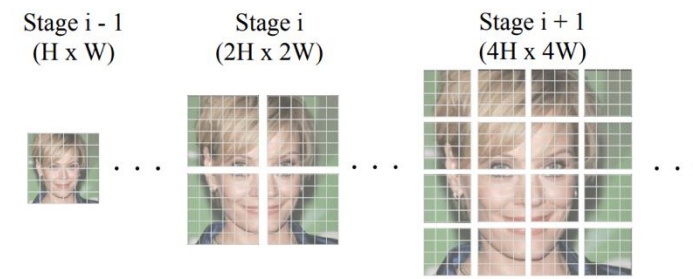 Stage i - 1
(H x W)
Stage i
(2H x 2W)
Stage i + 1
(4H x 4W)
. . .
. . .
. .